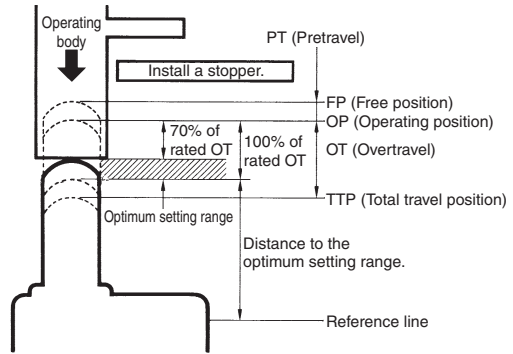 Operating
body
PT (Pretravel)
Install a stopper.
FP (Free position)
OP (Operating position)
70% of
rated OT
100% of
rated OT
OT (Overtravel)
TTP (Total travel position)
Optimum setting range
Distance to the
optimum setting range.
Reference line